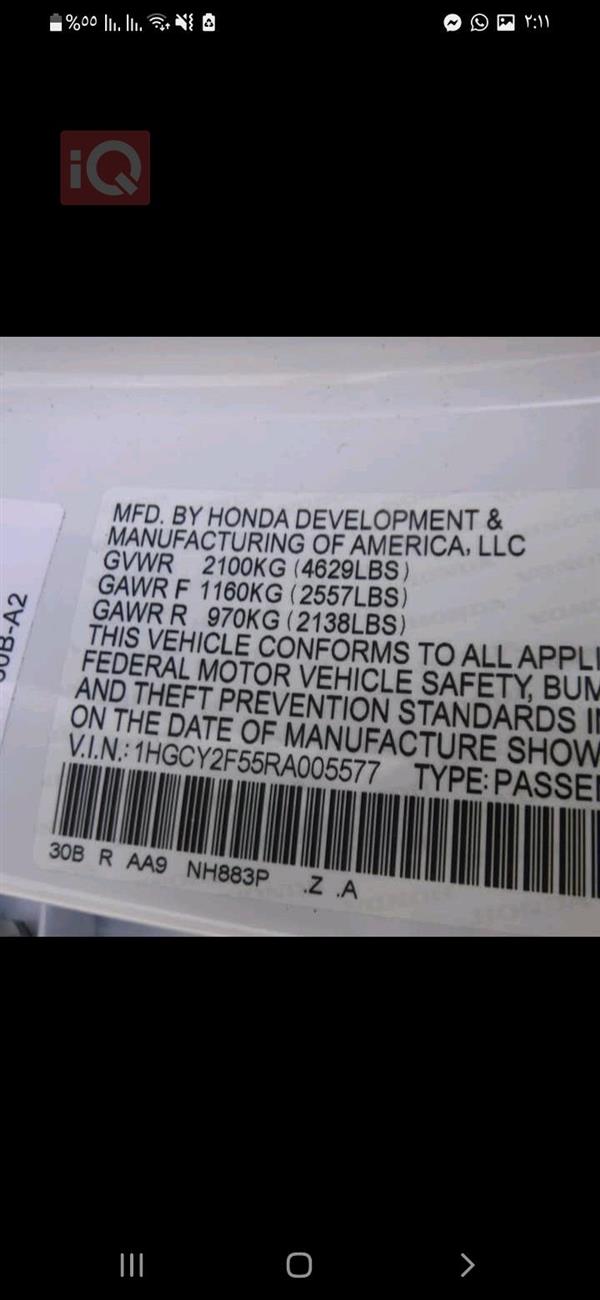 %٥٥
٢:١١
iQ
MFD. BY HONDA DEVELOPMENT &
MANUFACTURING OF AMERICA, LLC
GVWR 2100KG (4629LBS)
GAWR F 1160KG (2557LBS)
GAWR R 970KG (2138LBS)
THIS VEHICLE CONFORMS TO ALL APPLI
FEDERAL MOTOR VEHICLE SAFETY, BUM
AND THEFT PREVENTION STANDARDS I
ON THE DATE OF MANUFACTURE SHOW
V.I.N.: 1HGCY2F55RA005577 TYPE: PASSE
30B R AA9 NH883P .Z .A
0B-A2